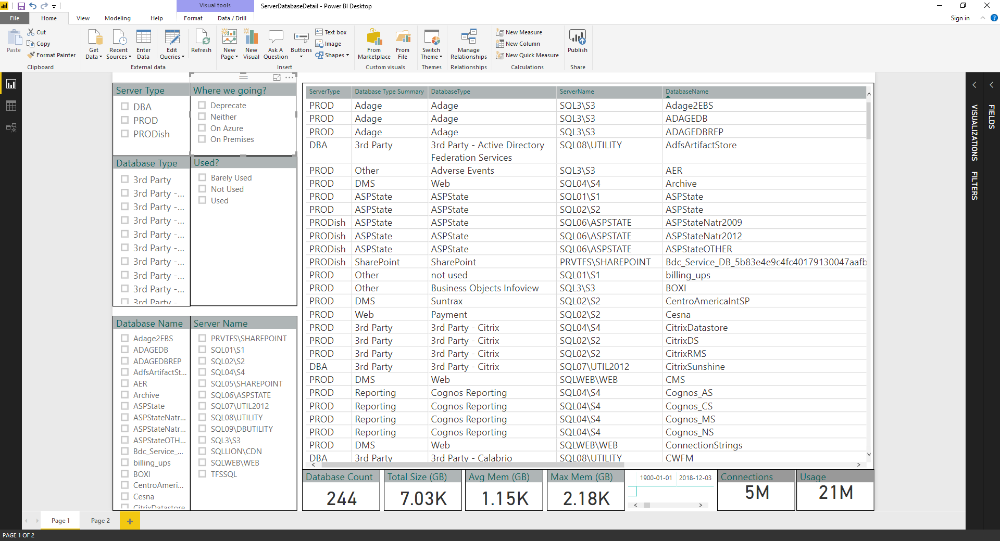 Visual tools
ServerDatabaseDetail - Power BI Desktop
File
Home
View
Modeling
Help
Format
Data / Drill
Sign in
Paste
Cut
Copy
Format Painter
Clipboard
Get Data
Recent Sources
Enter Data
Edit Queries
External data
Refresh
New Page
New Visual
Ask A Question
Buttons
Text box
Image
Shapes
Insert
From Marketplace
From File
Custom visuals
Switch Theme
Themes
Manage Relationships
Relationships
New Measure
New Column
New Quick Measure
Calculations
Publish
Share
Server Type
DBA
PROD
PRODish
Where we going?
Deprecate
Neither
On Azure
On Premises
Database Type
3rd Party
3rd Party -...
3rd Party -...
3rd Party -...
3rd Party -...
3rd Party -...
3rd Party -...
3rd Party -...
3rd Party -...
3rd Party -
Used?
Barely Used
Not Used
Used
Database Name
Adage2EBS
ADAGEDB
ADAGEDBREP
AdfsArtifactSt...
AER
Archive
ASPState
ASPStateNatr...
ASPStateNatr...
ASPStateOTH...
Bdc_Service_...
billing_ups
BOXI
CentroAmeri...
Cesna
CitrixDatastore
Server Name
PRVTFS\SHAREPOINT
SQL01\S1
SQL02\S2
SQL04\S4
SQL05\SHAREPOINT
SQL06\ASPSTATE
SQL07\UTIL2012
SQL08\UTILITY
SQL09\DBUTILITY
SQL3\S3
SQLLION\CDN
SQLWEB\WEB
TFSSQL
ServerType Database Type Summary DatabaseType ServerName DatabaseName
PROD Adage Adage SQL3\S3 Adage2EBS
PROD Adage Adage SQL3\S3 ADAGEDB
PROD Adage Adage SQL3\S3 ADAGEDBREP
DBA 3rd Party 3rd Party - Active Directory SQL08\UTILITY AdfsArtifactStore
Federation Services
PROD Other Adverse Events SQL3\S3 AER
PROD DMS Web SQL04\S4 Archive
PROD ASPState ASPState SQL01\S1 ASPState
PROD ASPState ASPState SQL02\S2 ASPState
PRODish ASPState ASPState SQL06\ASPSTATE ASPStateNatr2009
PRODish ASPState ASPState SQL06\ASPSTATE ASPStateNatr2012
PRODish ASPState ASPState SQL06\ASPSTATE ASPStateOTHER
PRODish SharePoint SharePoint PRVTFS\SHAREPOINT Bdc_Service_DB_5b83e4e9c4fc40179130047aafb
PROD Other not used SQL01\S1 billing_ups
PROD Other Business Objects Infoview SQL3\S3 BOXI
PROD DMS Suntrax SQL02\S2 CentroAmericaIntSP
PROD Web Payment SQL02\S2 Cesna
PROD 3rd Party 3rd Party - Citrix SQL04\S4 CitrixDatastore
PROD 3rd Party 3rd Party - Citrix SQL02\S2 CitrixDS
PROD 3rd Party 3rd Party - Citrix SQL02\S2 CitrixRMS
DBA 3rd Party 3rd Party - Citrix SQL07\UTIL2012 CitrixSunshine
PROD DMS Web SQLWEB\WEB CMS
PROD Reporting Cognos Reporting SQL04\S4 Cognos_AS
PROD Reporting Cognos Reporting SQL04\S4 Cognos_CS
PROD Reporting Cognos Reporting SQL04\S4 Cognos_MS
PROD Reporting Cognos Reporting SQL04\S4 Cognos_NS
PROD DMS Web SQLWEB\WEB ConnectionStrings
DBA 3rd Party 3rd Party - Calabrio SQL08\UTILITY CWFM
Database Count
244
Total Size (GB)
7.03K
Avg Mem (GB)
1.15K
Max Mem (GB)
2.18K
1900-01-01 2018-12-03
Connections
5M
Usage
21M
VISUALIZATIONS
FILTERS
FIELDS
Page 1
Page 2
PAGE 1 OF 2